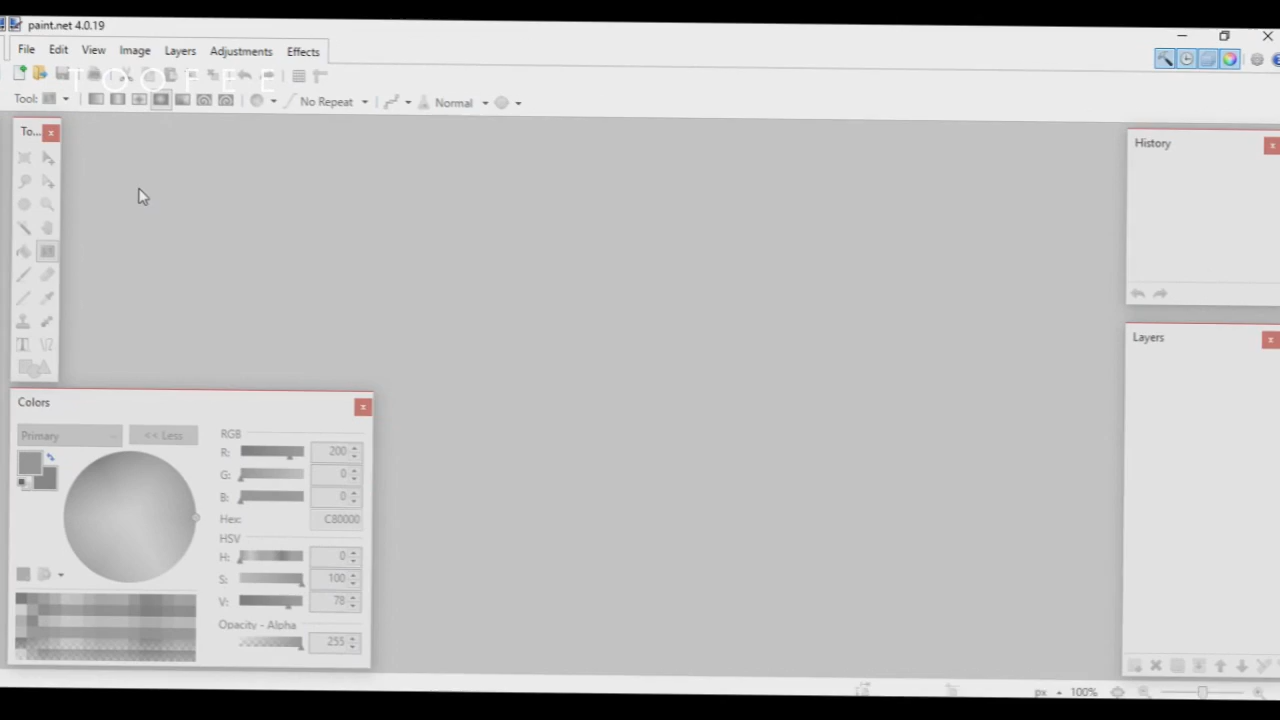 paint.net 4.0.19
File Edit View Image Layers Adjustments Effects
TOOFEE
Tool: No Repeat Normal
To...
History
Layers
Colors
Primary << Less
RGB
R: 200
G: 0
B: 0
Hex: C80000
HSV
H: 0
S: 100
V: 78
Opacity - Alpha
255
px 100%